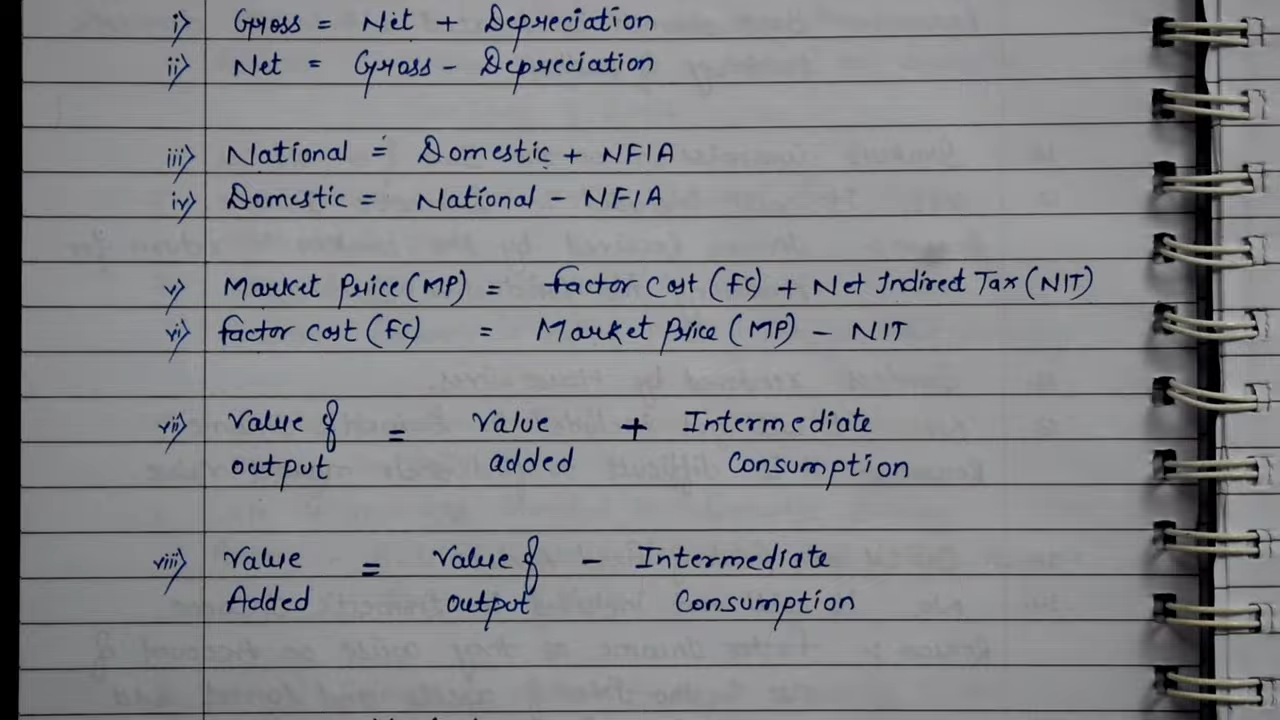 i) Gross = Net + Depreciation
ii) Net = Gross - Depreciation
iii) National = Domestic + NFIA
iv) Domestic = National - NFIA
v) Market Price (MP) = factor cost (FC) + Net Indirect Tax (NIT)
vi) factor cost (FC) = Market price (MP) - NIT
vii) Value of = Value + Intermediate
output added Consumption
viii) Value = Value of - Intermediate
Added output Consumption